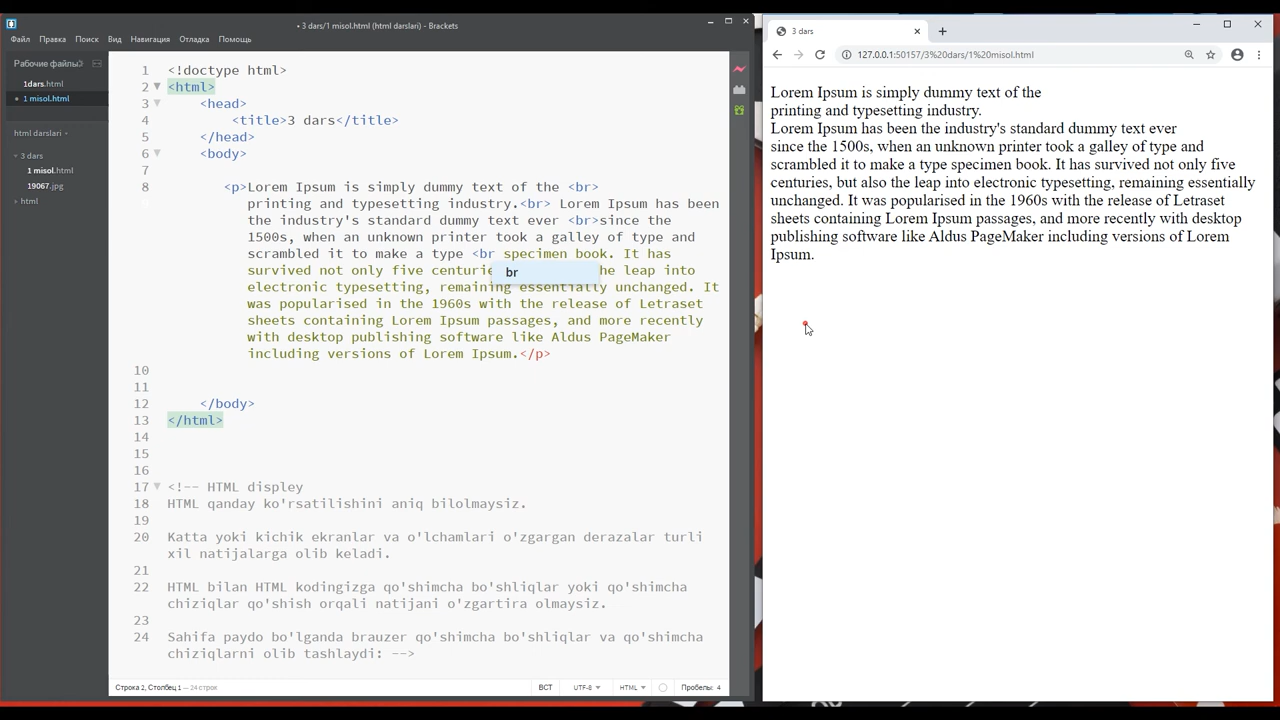 • 3 dars/1 misol.html (html darslari) - Brackets
Файл Правка Поиск Вид Навигация Отладка Помощь
Рабочие файлы
1dars.html
• 1 misol.html
html darslari
3 dars
1 misol.html
19067.jpg
html
1 <!doctype html>
2 <html>
3 <head>
4 <title>3 dars</title>
5 </head>
6 <body>
7
8 <p>Lorem Ipsum is simply dummy text of the <br>
printing and typesetting industry.<br> Lorem Ipsum has been
the industry's standard dummy text ever <br>since the
1500s, when an unknown printer took a galley of type and
scrambled it to make a type <br specimen book. It has
survived not only five centurie he leap into
br
electronic typesetting, remaining essentially unchanged. It
was popularised in the 1960s with the release of Letraset
sheets containing Lorem Ipsum passages, and more recently
with desktop publishing software like Aldus PageMaker
including versions of Lorem Ipsum.</p>
10
11
12 </body>
13 </html>
14
15
16
17 <!-- HTML displey
18 HTML qanday ko'rsatilishini aniq bilolmaysiz.
19
20 Katta yoki kichik ekranlar va o'lchamlari o'zgargan derazalar turli
xil natijalarga olib keladi.
21
22 HTML bilan HTML kodingizga qo'shimcha bo'shliqlar yoki qo'shimcha
chiziqlar qo'shish orqali natijani o'zgartira olmaysiz.
23
24 Sahifa paydo bo'lganda brauzer qo'shimcha bo'shliqlar va qo'shimcha
chiziqlarni olib tashlaydi: -->
Строка 2, Столбец 1 — 24 строк ВСТ UTF-8 HTML Пробелы: 4
3 dars
127.0.0.1:50157/3%20dars/1%20misol.html
Lorem Ipsum is simply dummy text of the
printing and typesetting industry.
Lorem Ipsum has been the industry's standard dummy text ever
since the 1500s, when an unknown printer took a galley of type and
scrambled it to make a type specimen book. It has survived not only five
centuries, but also the leap into electronic typesetting, remaining essentially
unchanged. It was popularised in the 1960s with the release of Letraset
sheets containing Lorem Ipsum passages, and more recently with desktop
publishing software like Aldus PageMaker including versions of Lorem
Ipsum.